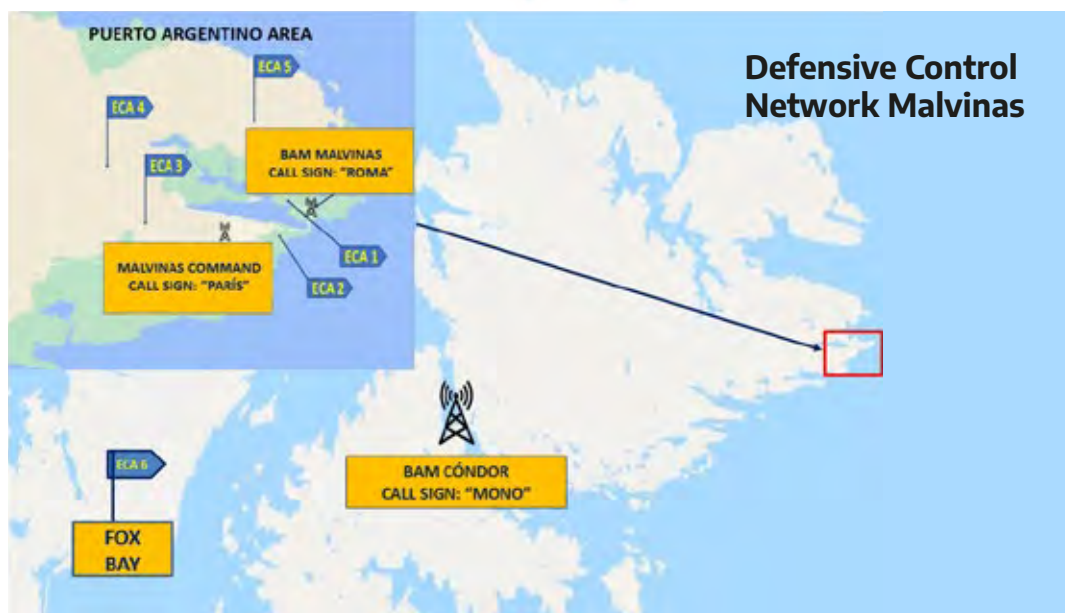 PUERTO ARGENTINO AREA
Defensive Control
Network Malvinas
ECA 5
ECA 4
ECA 3
BAM MALVINAS
CALL SIGN: "ROMA"
ECA 1
MALVINAS COMMAND
CALL SIGN: "PARÍS"
ECA 2
BAM CÓNDOR
CALL SIGN: "MONO"
ECA 6
FOX
BAY